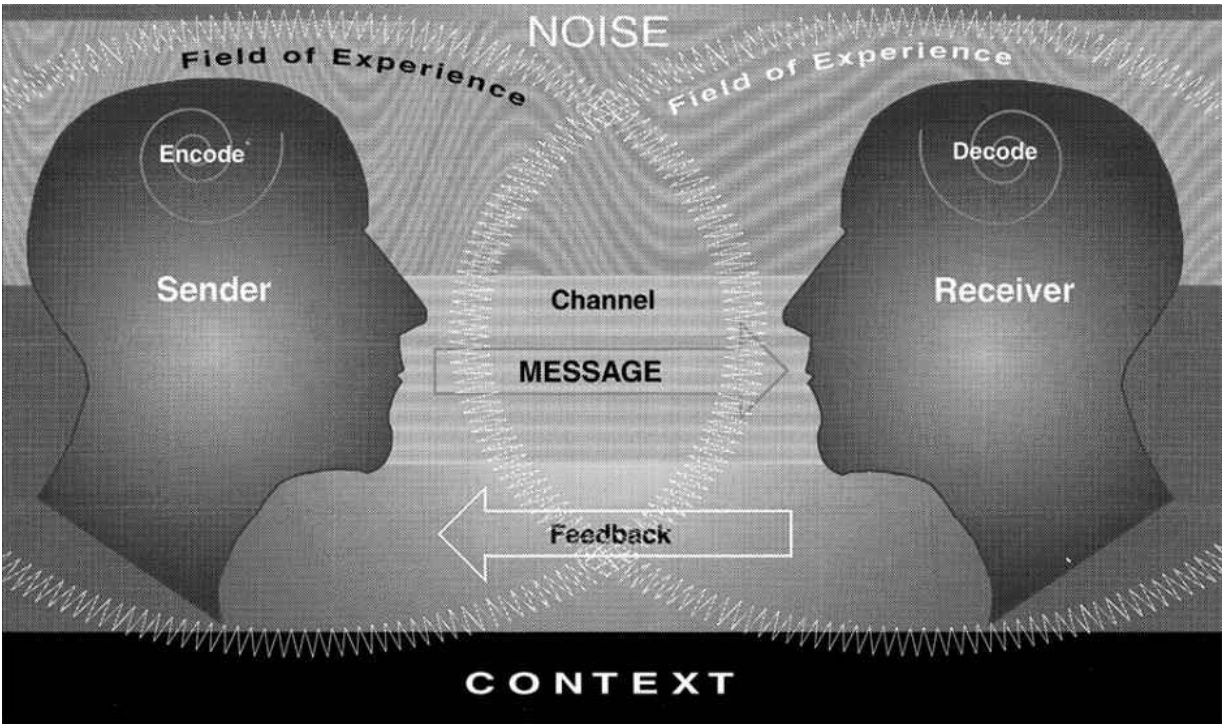 NOISE
Field of Experience
Field of Experience
Encode
Decode
Sender
Receiver
Channel
MESSAGE
Feedback
CONTEXT